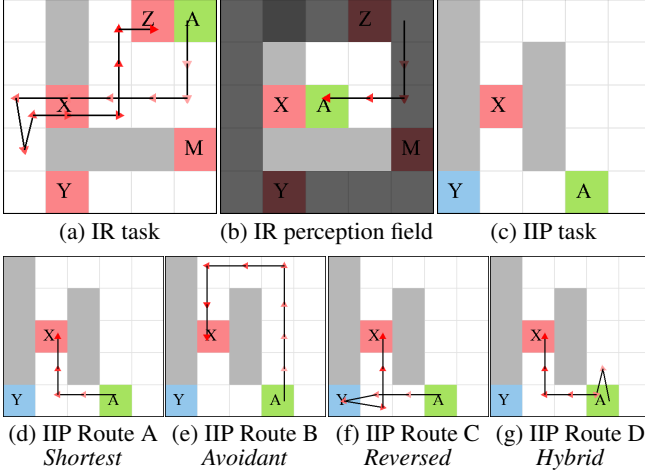 Z A
X
M
Y
Z
X A
M
Y
X
Y A
(a) IR task (b) IR perception field (c) IIP task
X
Y A
X
Y A
X
Y A
X
Y A
(d) IIP Route A (e) IIP Route B (f) IIP Route C (g) IIP Route D
Shortest Avoidant Reversed Hybrid